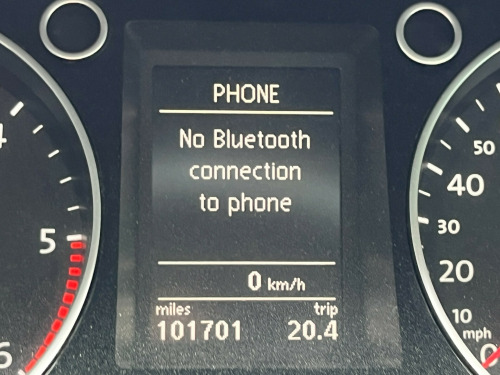 PHONE
No Bluetooth
connection
to phone
0 km/h
miles trip
101701 20.4
4
5
6
50
40
30
20
10
mph
0